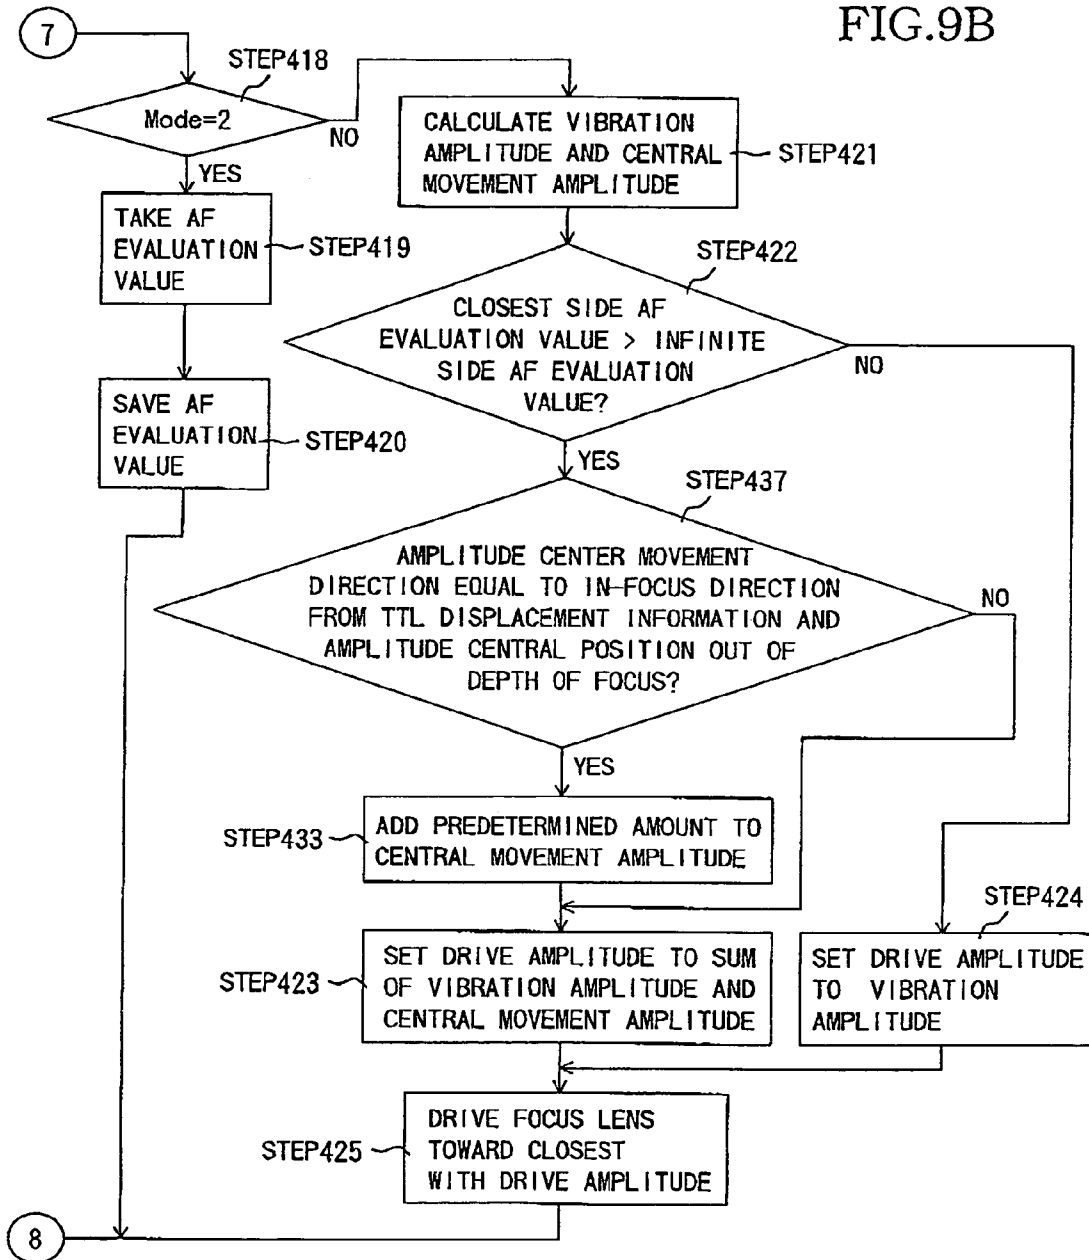 FIG.9B
7
STEP418
Mode=2
NO
YES
TAKE AF
EVALUATION
VALUE
STEP419
SAVE AF
EVALUATION
VALUE
STEP420
CALCULATE VIBRATION
AMPLITUDE AND CENTRAL
MOVEMENT AMPLITUDE
STEP421
STEP422
CLOSEST SIDE AF
EVALUATION VALUE > INFINITE
SIDE AF EVALUATION
VALUE?
NO
YES
STEP437
AMPLITUDE CENTER MOVEMENT
DIRECTION EQUAL TO IN-FOCUS DIRECTION
FROM TTL DISPLACEMENT INFORMATION AND
AMPLITUDE CENTRAL POSITION OUT OF
DEPTH OF FOCUS?
NO
YES
STEP433
ADD PREDETERMINED AMOUNT TO
CENTRAL MOVEMENT AMPLITUDE
STEP423
SET DRIVE AMPLITUDE TO SUM
OF VIBRATION AMPLITUDE AND
CENTRAL MOVEMENT AMPLITUDE
STEP424
SET DRIVE AMPLITUDE
TO VIBRATION
AMPLITUDE
STEP425
DRIVE FOCUS LENS
TOWARD CLOSEST
WITH DRIVE AMPLITUDE
8